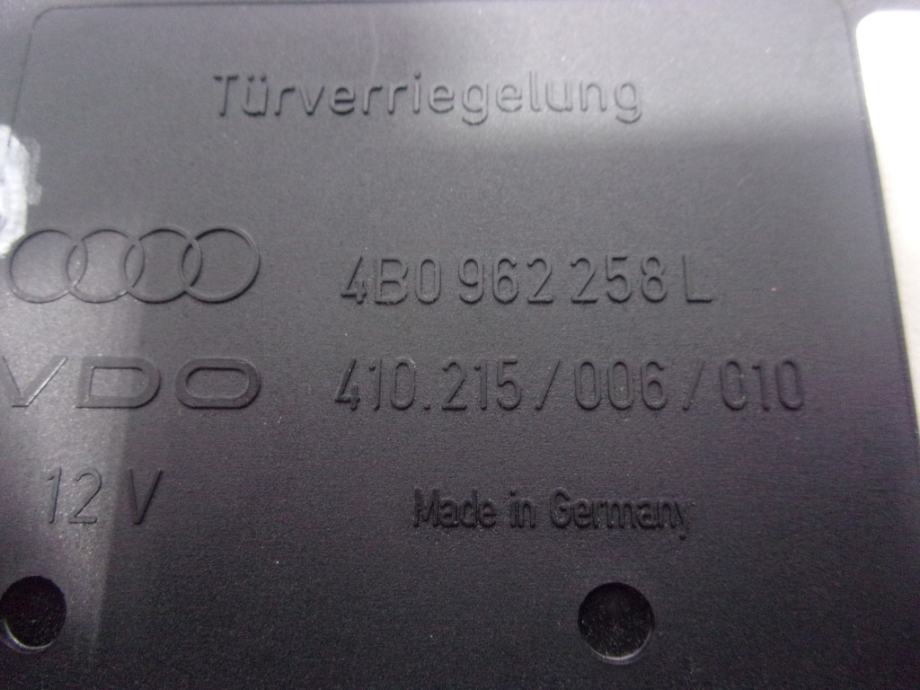 Türverriegelung
4B0 962 258 L
VDO 410.215/006/010
12 V Made in Germany